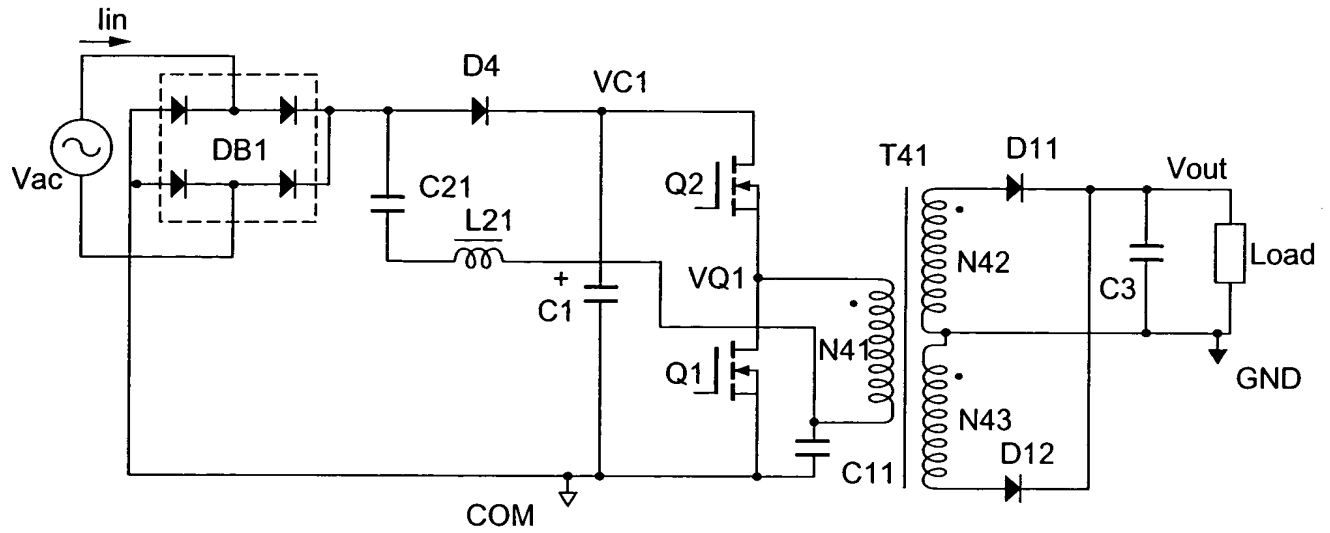 Iin
D4
VC1
DB1
Vac
C21
L21
+
C1
Q2
VQ1
Q1
N41
C11
COM
T41
D11
Vout
N42
C3
Load
GND
N43
D12